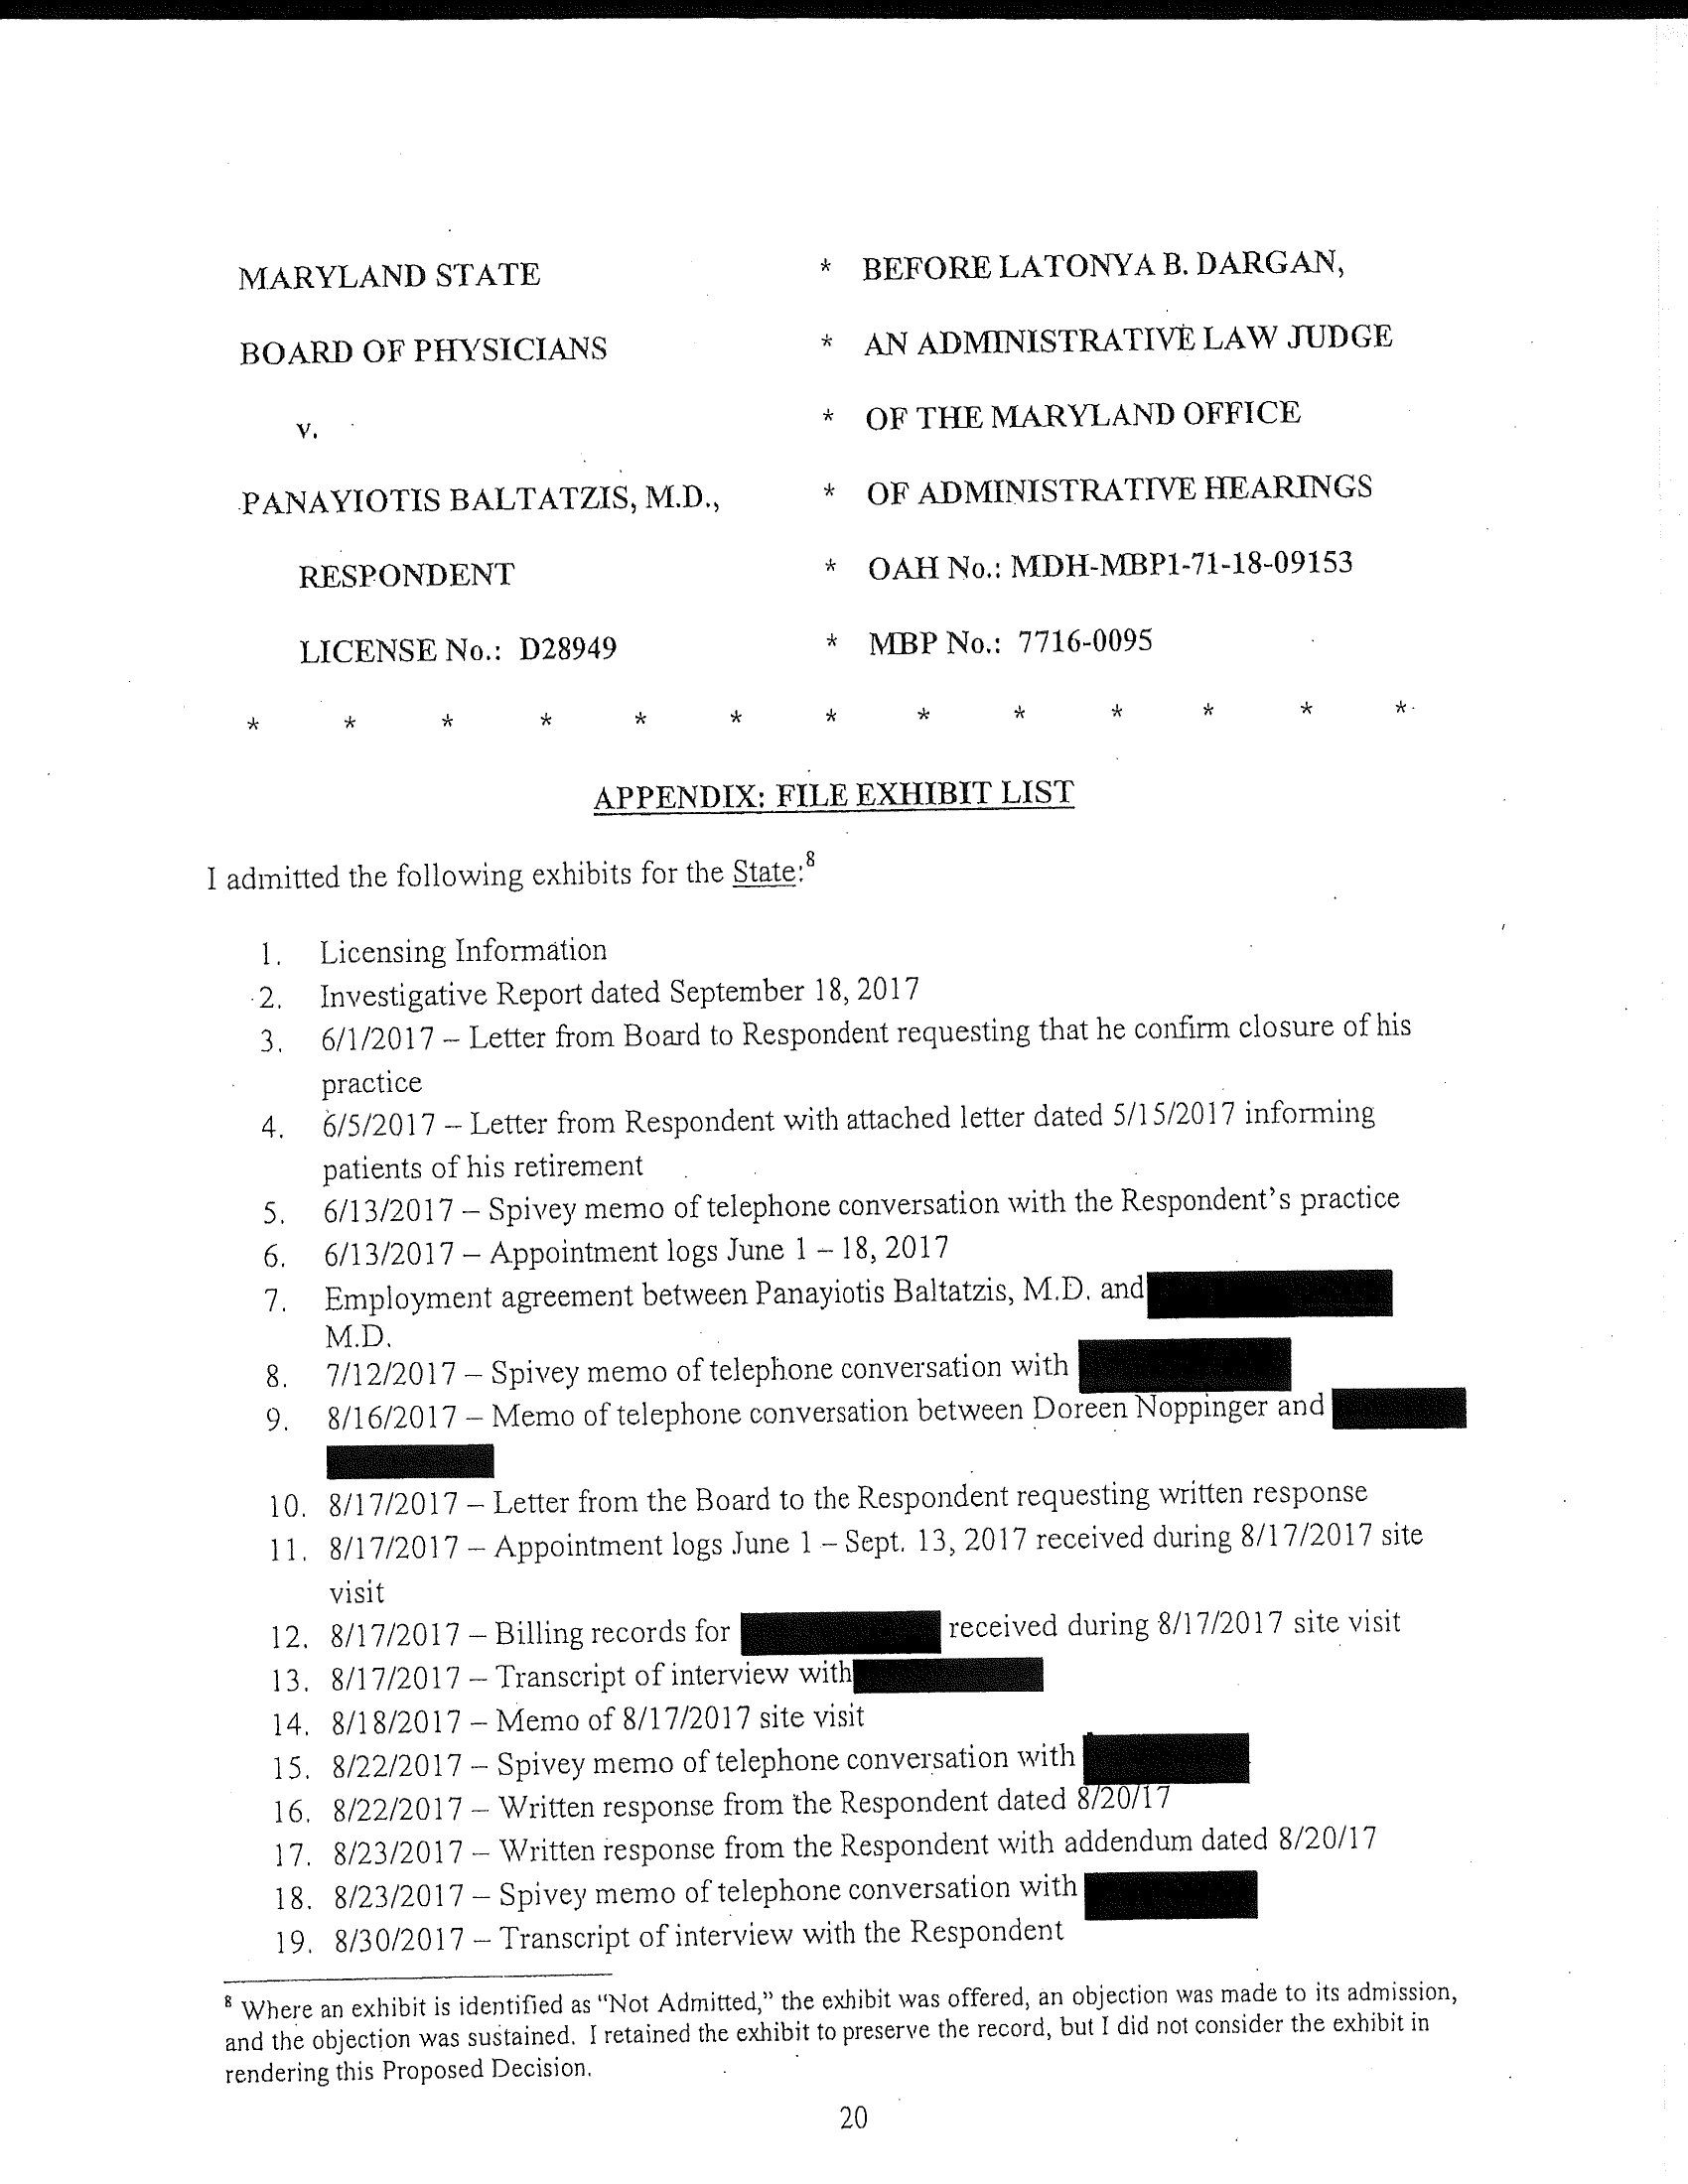 MARYLAND STATE * BEFORE LATONYA B. DARGAN,
BOARD OF PHYSICIANS * AN ADMINISTRATIVE LAW JUDGE
v. * OF THE MARYLAND OFFICE
PANAYIOTIS BALTATZIS, M.D., * OF ADMINISTRATIVE HEARINGS
RESPONDENT * OAH No.: MDH-MBP1-71-18-09153
LICENSE No.: D28949 * MBP No.: 7716-0095
* * * * * * * * * * * * *
APPENDIX: FILE EXHIBIT LIST
I admitted the following exhibits for the State:⁸
1. Licensing Information
2. Investigative Report dated September 18, 2017
3. 6/1/2017 – Letter from Board to Respondent requesting that he confirm closure of his
practice
4. 6/5/2017 – Letter from Respondent with attached letter dated 5/15/2017 informing
patients of his retirement
5. 6/13/2017 – Spivey memo of telephone conversation with the Respondent's practice
6. 6/13/2017 – Appointment logs June 1 – 18, 2017
7. Employment agreement between Panayiotis Baltatzis, M.D. and
M.D.
8. 7/12/2017 – Spivey memo of telephone conversation with
9. 8/16/2017 – Memo of telephone conversation between Doreen Noppinger and
10. 8/17/2017 – Letter from the Board to the Respondent requesting written response
11. 8/17/2017 – Appointment logs June 1 – Sept. 13, 2017 received during 8/17/2017 site
visit
12. 8/17/2017 – Billing records for received during 8/17/2017 site visit
13. 8/17/2017 – Transcript of interview with
14. 8/18/2017 – Memo of 8/17/2017 site visit
15. 8/22/2017 – Spivey memo of telephone conversation with
16. 8/22/2017 – Written response from the Respondent dated 8/20/17
17. 8/23/2017 – Written response from the Respondent with addendum dated 8/20/17
18. 8/23/2017 – Spivey memo of telephone conversation with
19. 8/30/2017 – Transcript of interview with the Respondent
⁸ Where an exhibit is identified as "Not Admitted," the exhibit was offered, an objection was made to its admission,
and the objection was sustained. I retained the exhibit to preserve the record, but I did not consider the exhibit in
rendering this Proposed Decision.
20